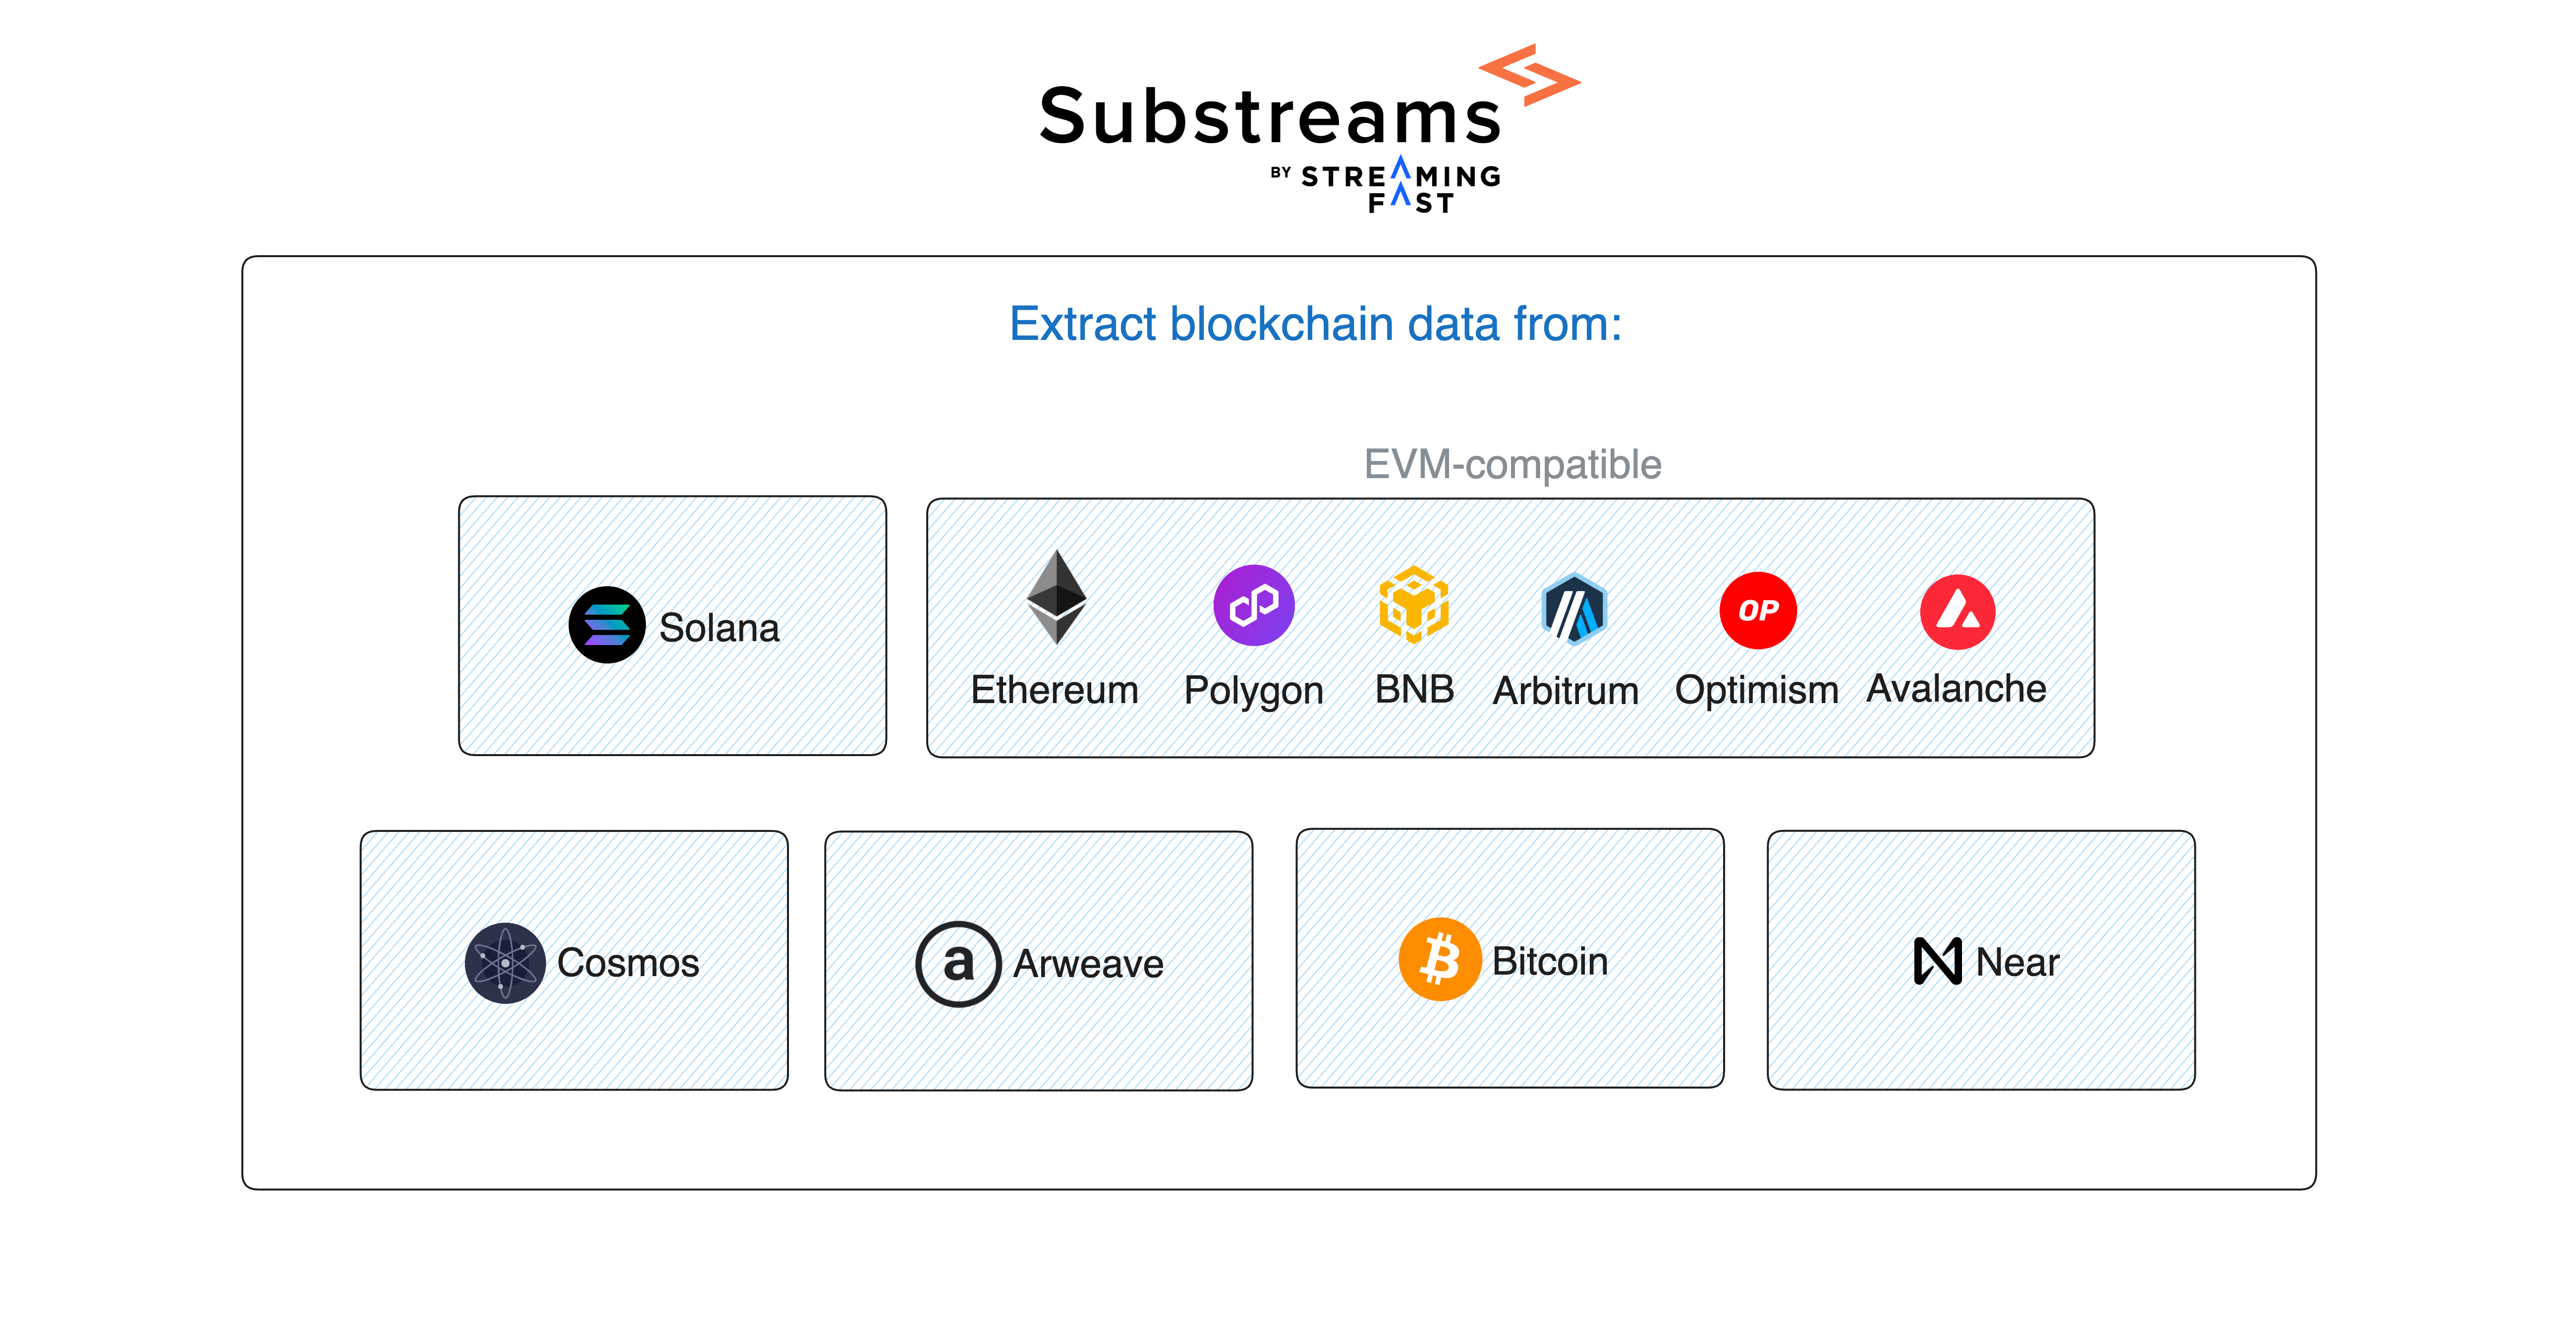 Substreams
BY STREAMING
FAST
Extract blockchain data from:
EVM-compatible
Solana
Ethereum
Polygon
BNB
Arbitrum
OP
Optimism
Avalanche
Cosmos
a
Arweave
Bitcoin
Near